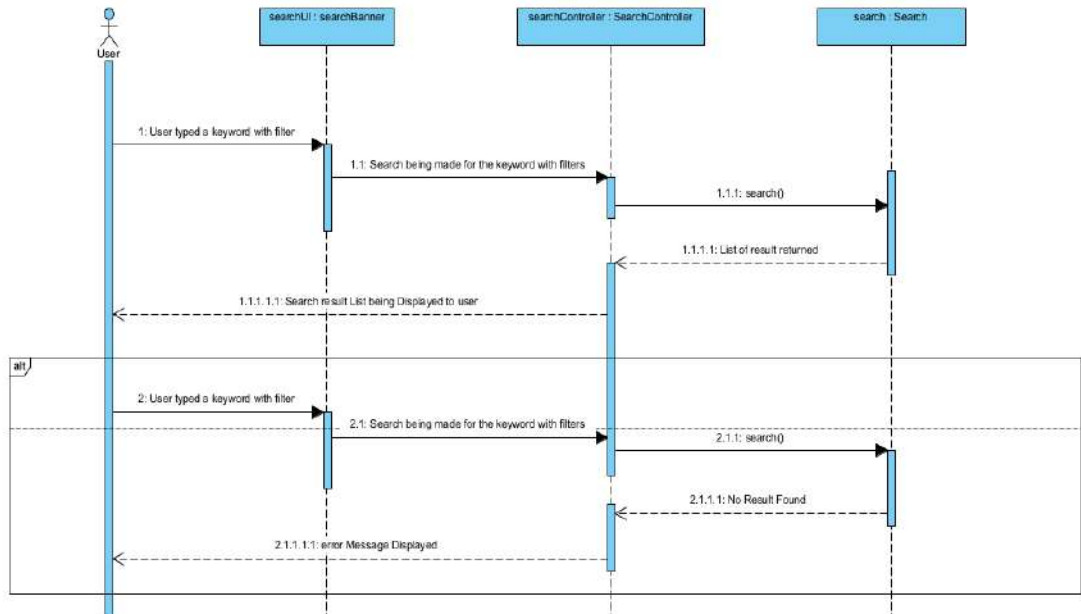 searchUI : searchBanner
searchController : SearchController
search : Search
User
1: User typed a keyword with filter
1.1: Search being made for the keyword with filters
1.1.1: search()
1.1.1.1: List of result returned
1.1.1.1.1: Search result List being Displayed to user
alt
2: User typed a keyword with filter
2.1: Search being made for the keyword with filters
2.1.1: search()
2.1.1.1: No Result Found
2.1.1.1.1: error Message Displayed